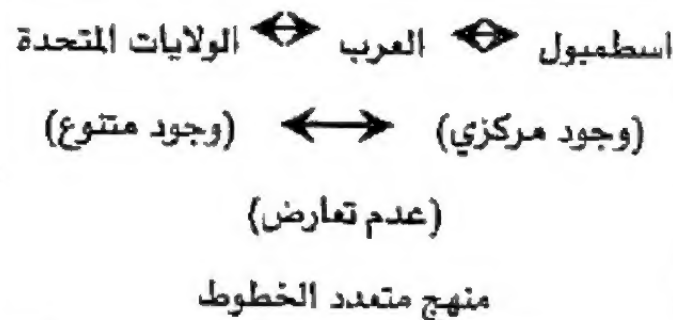 اسطمبول ⟷ العرب ⟷ الولايات المتحدة
(وجود مركزي) ⟷ (وجود متنوع)
(عدم تعارض)
منهج متعدد الخطوط